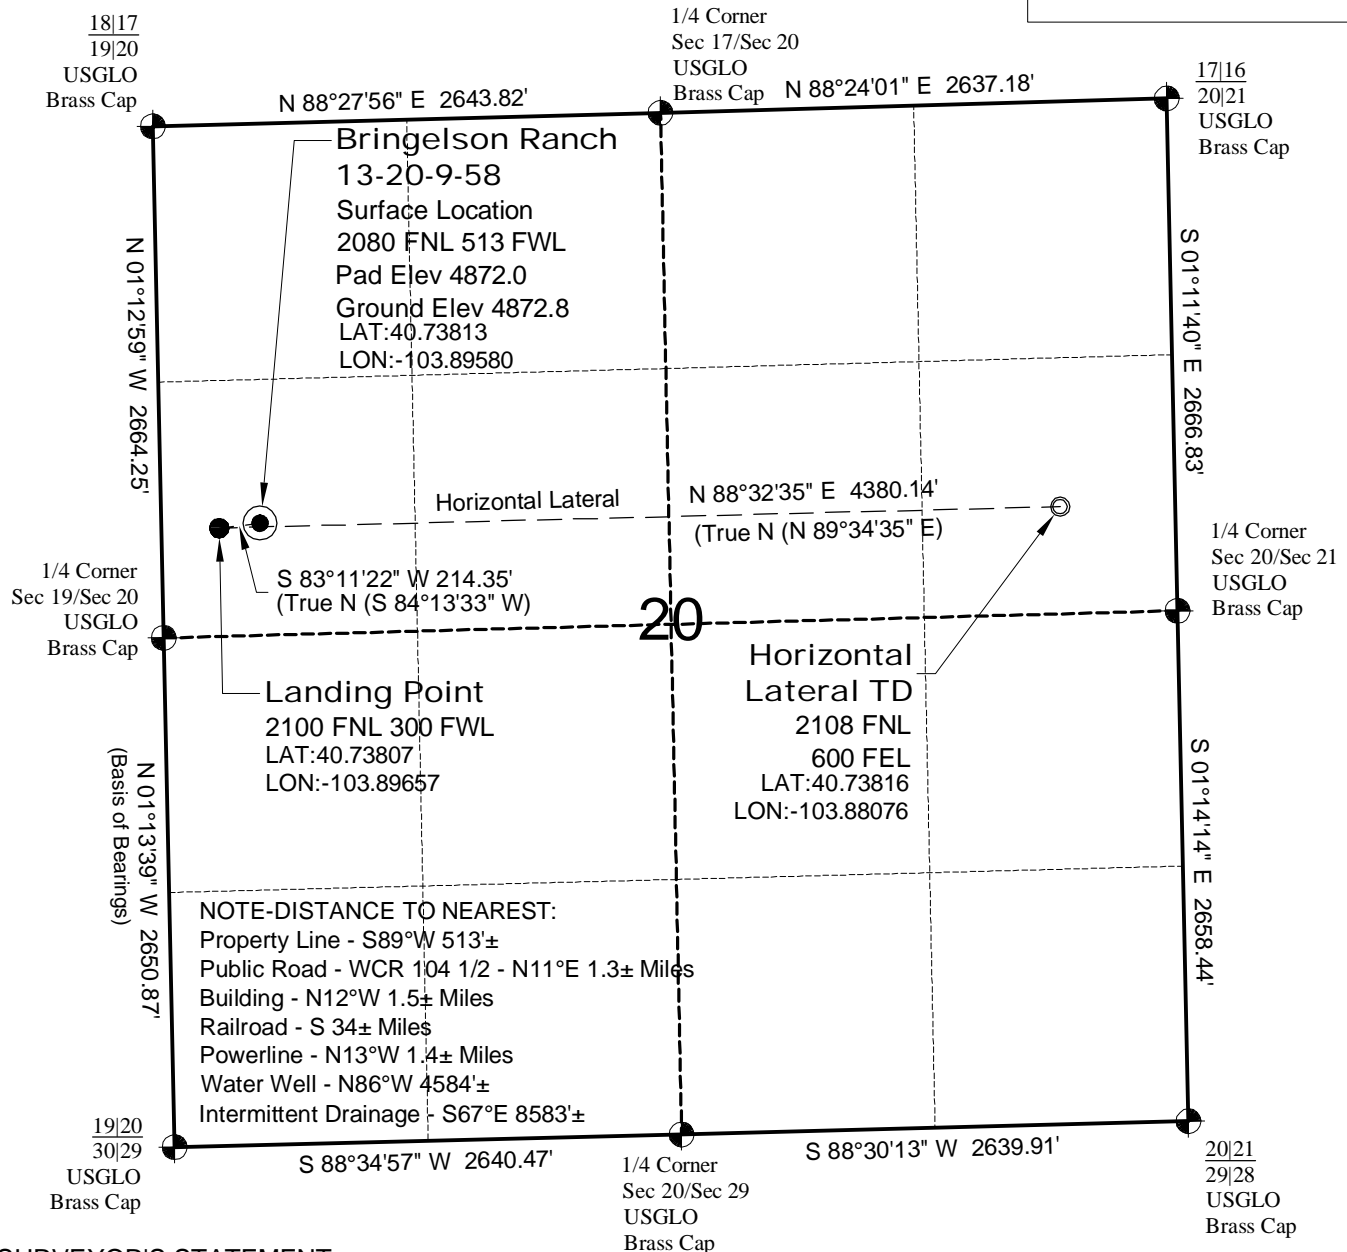 18|17
19|20
USGLO
Brass Cap
1/4 Corner
Sec 17/Sec 20
USGLO
Brass Cap
17|16
20|21
USGLO
Brass Cap
N 88°27'56" E 2643.82'
N 88°24'01" E 2637.18'
Bringelson Ranch
13-20-9-58
Surface Location
2080 FNL 513 FWL
Pad Elev 4872.0
Ground Elev 4872.8
LAT:40.73813
LON:-103.89580
N 01°12'59" W 2664.25'
S 01°11'40" E 2666.83'
Horizontal Lateral
N 88°32'35" E 4380.14'
(True N (N 89°34'35" E)
S 83°11'22" W 214.35'
(True N (S 84°13'33" W)
1/4 Corner
Sec 19/Sec 20
USGLO
Brass Cap
1/4 Corner
Sec 20/Sec 21
USGLO
Brass Cap
20
Landing Point
2100 FNL 300 FWL
LAT:40.73807
LON:-103.89657
Horizontal
Lateral TD
2108 FNL
600 FEL
LAT:40.73816
LON:-103.88076
N 01°13'39" W 2650.87'
(Basis of Bearings)
S 01°14'14" E 2658.44'
NOTE-DISTANCE TO NEAREST:
Property Line - S89°W 513'±
Public Road - WCR 104 1/2 - N11°E 1.3± Miles
Building - N12°W 1.5± Miles
Railroad - S 34± Miles
Powerline - N13°W 1.4± Miles
Water Well - N86°W 4584'±
Intermittent Drainage - S67°E 8583'±
19|20
30|29
USGLO
Brass Cap
S 88°34'57" W 2640.47'
1/4 Corner
Sec 20/Sec 29
USGLO
Brass Cap
S 88°30'13" W 2639.91'
20|21
29|28
USGLO
Brass Cap
SURVEYOR'S STATEMENT